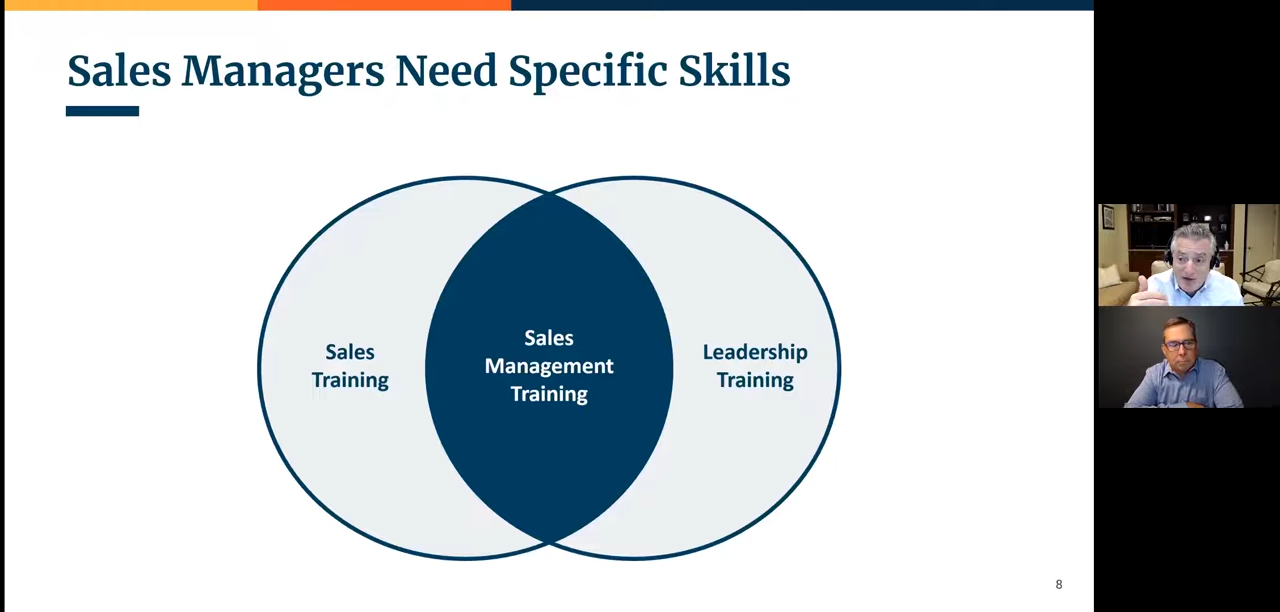 Sales Managers Need Specific Skills
Sales
Training
Sales
Management
Training
Leadership
Training
8